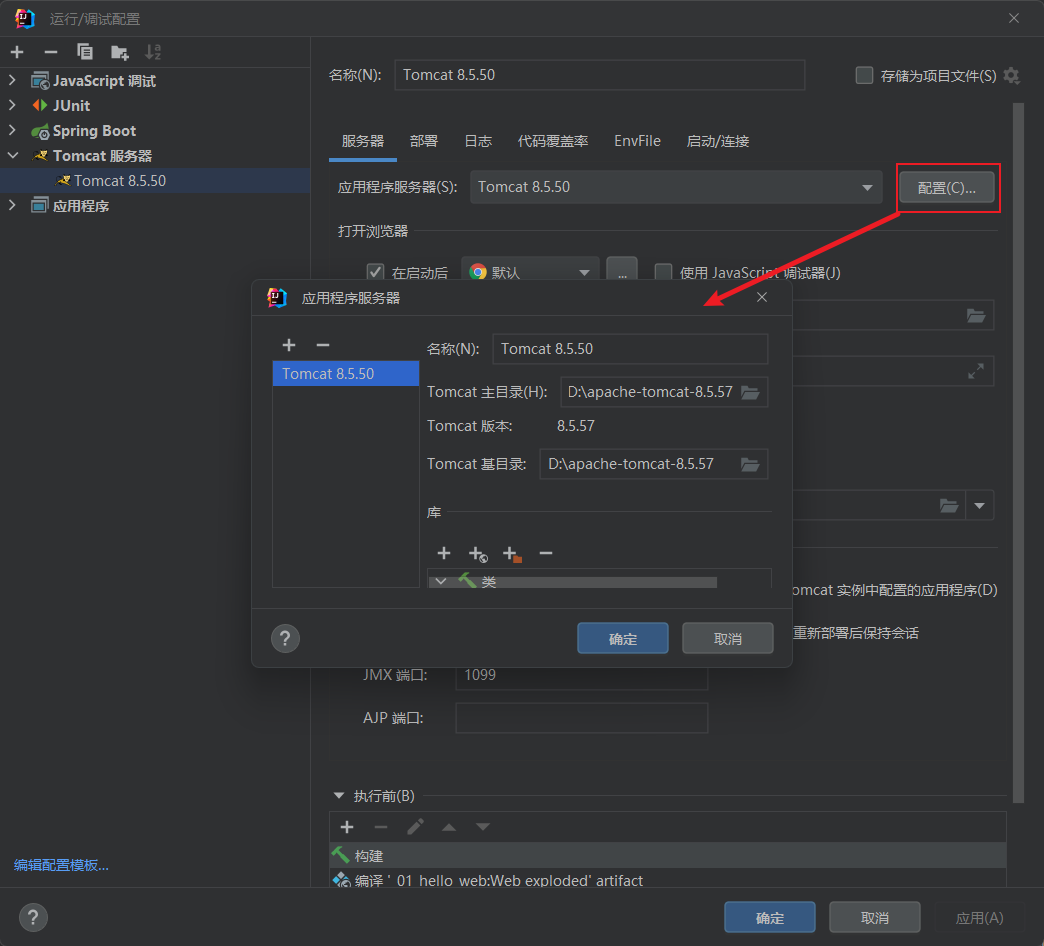 运行/调试配置
JavaScript 调试
JUnit
Spring Boot
Tomcat 服务器
Tomcat 8.5.50
应用程序
编辑配置模板...
名称(N): Tomcat 8.5.50 存储为项目文件(S)
服务器 部署 日志 代码覆盖率 EnvFile 启动/连接
应用程序服务器(S): Tomcat 8.5.50 配置(C)...
打开浏览器
在启动后 默认 ... 使用 JavaScript 调试器(J)
应用程序服务器
Tomcat 8.5.50
名称(N): Tomcat 8.5.50
Tomcat 主目录(H): D:\apache-tomcat-8.5.57
Tomcat 版本: 8.5.57
Tomcat 基目录: D:\apache-tomcat-8.5.57
库
类
? 确定 取消
omcat 实例中配置的应用程序(D)
重新部署后保持会话
JMX 端口: 1099
AJP 端口:
执行前(B)
构建
编译 '_01_hello_web:Web exploded' artifact
? 确定 取消 应用(A)